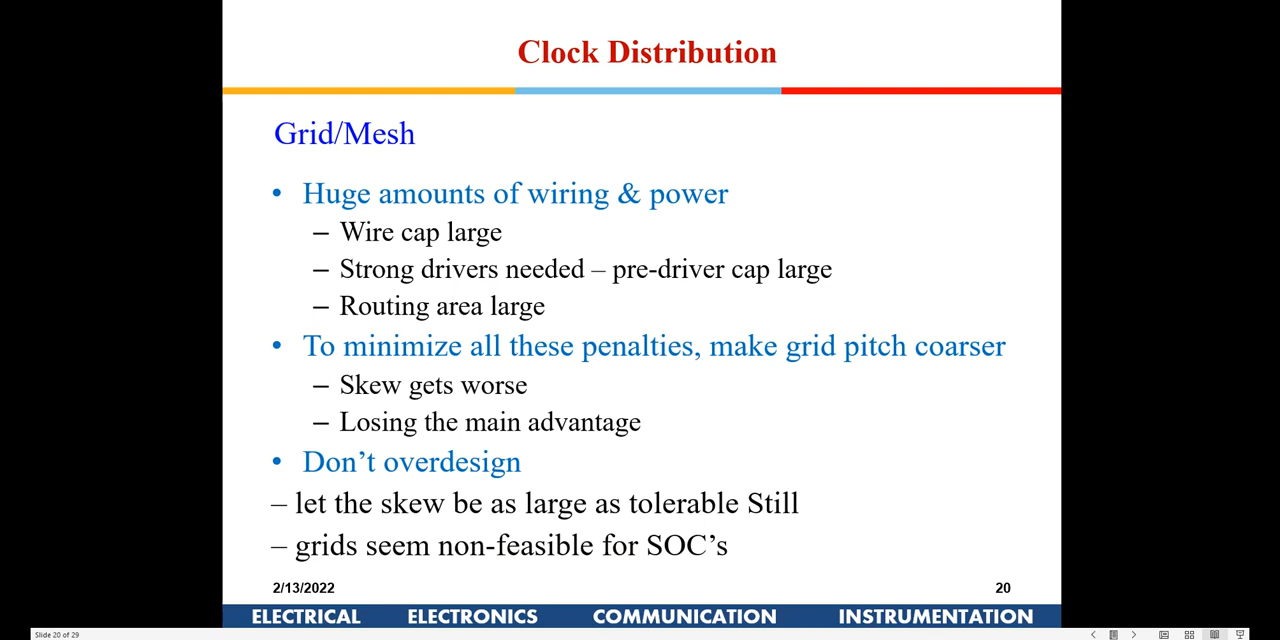 Clock Distribution
Grid/Mesh
• Huge amounts of wiring & power
– Wire cap large
– Strong drivers needed – pre-driver cap large
– Routing area large
• To minimize all these penalties, make grid pitch coarser
– Skew gets worse
– Losing the main advantage
• Don’t overdesign
– let the skew be as large as tolerable Still
– grids seem non-feasible for SOC’s
2/13/2022 20
ELECTRICAL ELECTRONICS COMMUNICATION INSTRUMENTATION
Slide 20 of 29